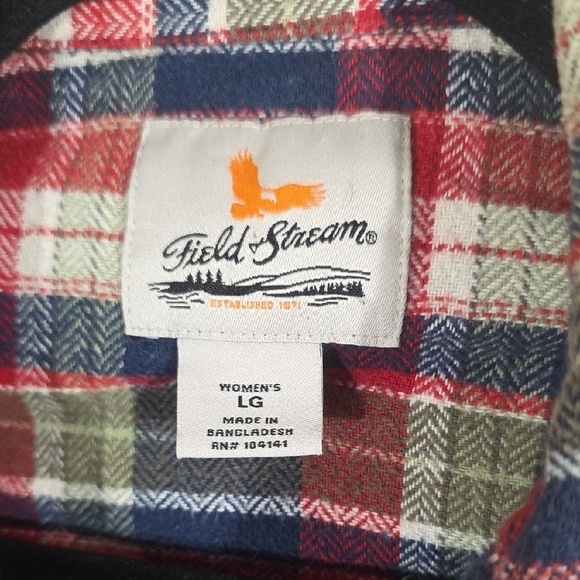 Field & Stream®
ESTABLISHED 1871
WOMEN'S
LG
MADE IN
BANGLADESH
RN# 104141